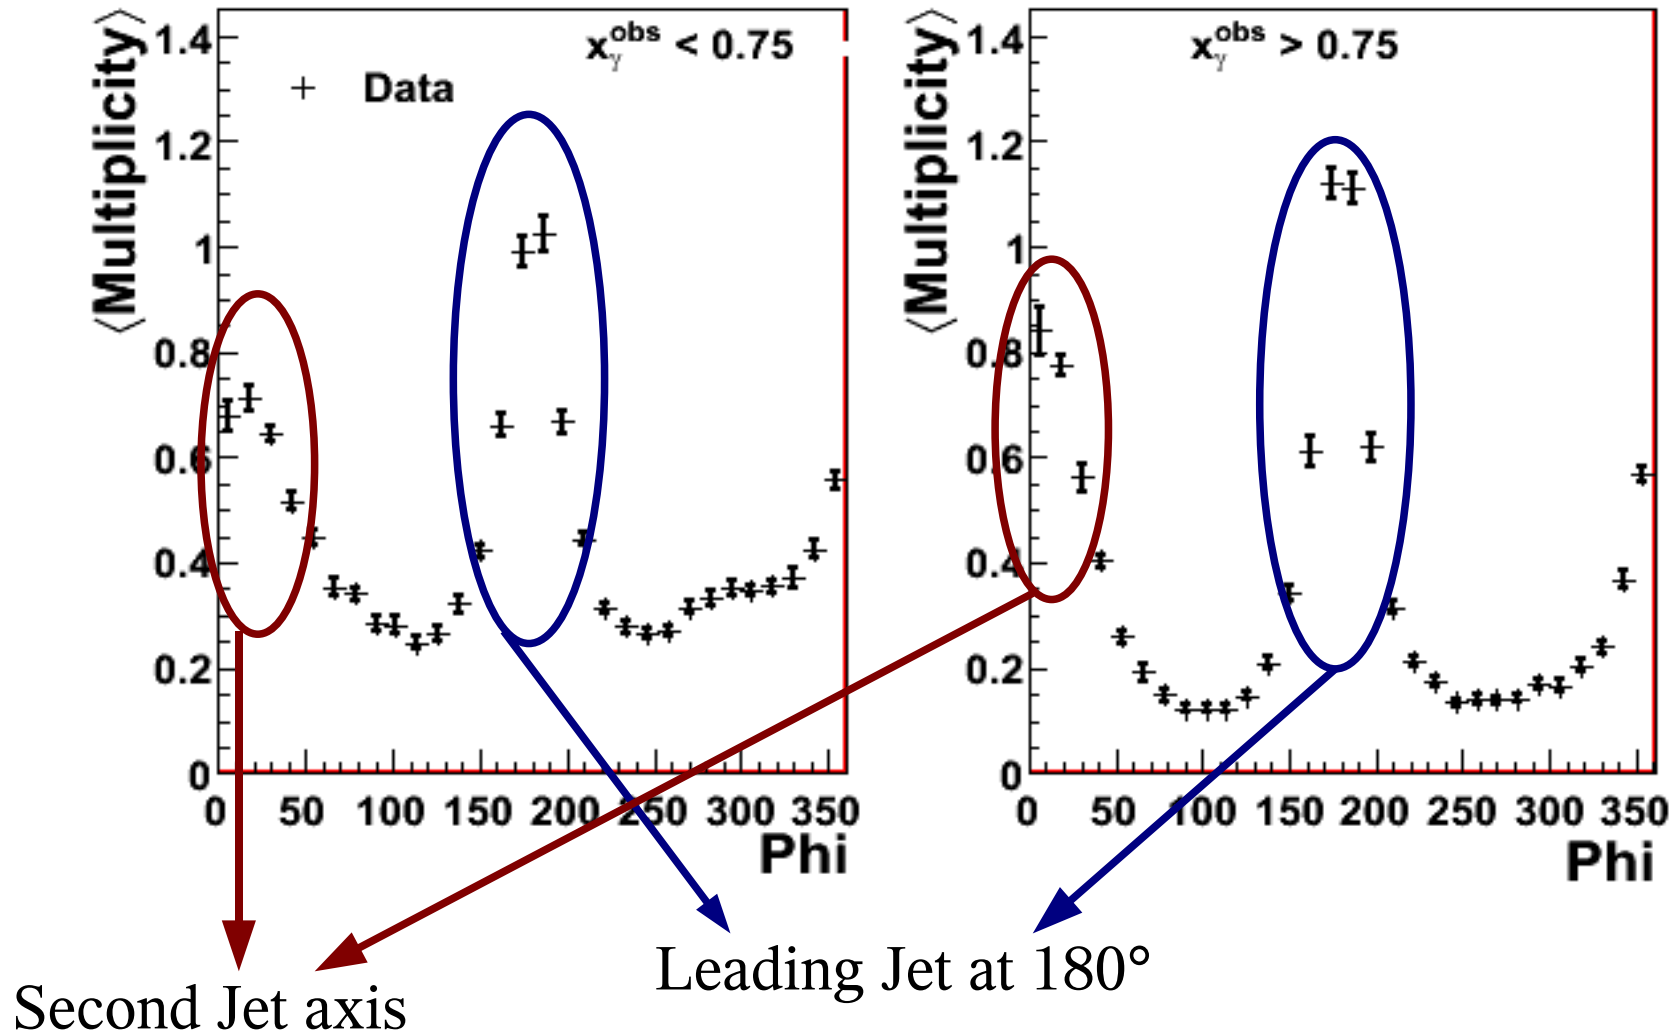 ⟨Multiplicity⟩
1.4
1.2
1
0.8
0.6
0.4
0.2
0
x_γ^obs < 0.75
+ Data
0 50 100 150 200 250 300 350
Phi
⟨Multiplicity⟩
1.4
1.2
1
0.8
0.6
0.4
0.2
0
x_γ^obs > 0.75
0 50 100 150 200 250 300 350
Phi
Leading Jet at 180°
Second Jet axis